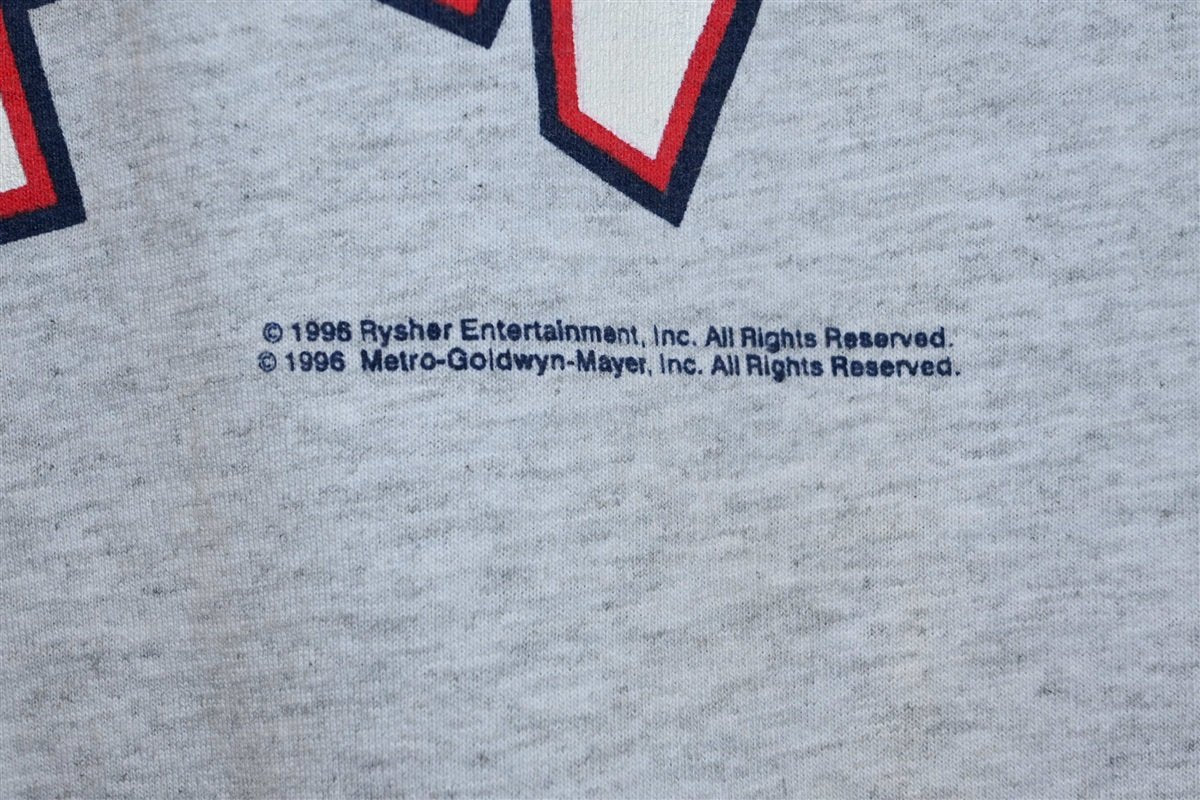 © 1996 Rysher Entertainment, Inc. All Rights Reserved.
© 1996 Metro-Goldwyn-Mayer, Inc. All Rights Reserved.